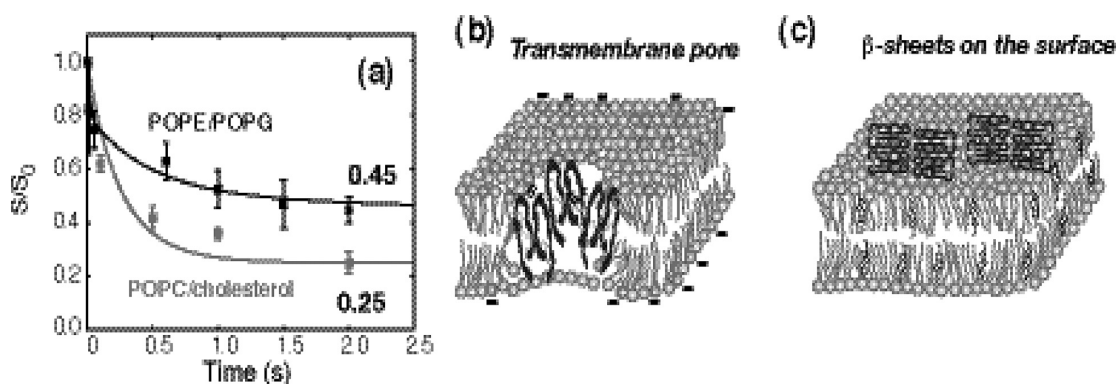 (a)
S/S₀
1.0
0.8
0.6
0.4
0.2
0.0
POPE/POPG
0.45
POPC/cholesterol
0.25
0 0.5 1.0 1.5 2.0 2.5
Time (s)
(b)
Transmembrane pore
(c)
β-sheets on the surface